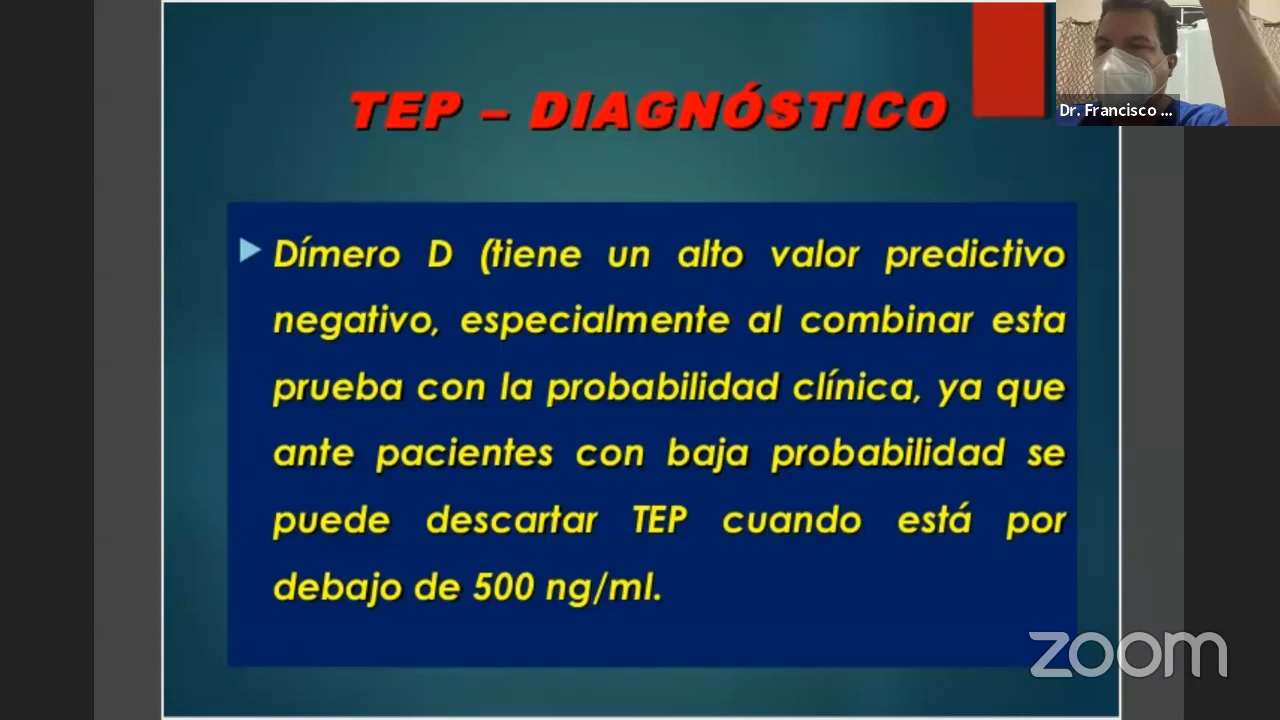 TEP – DIAGNÓSTICO
Dr. Francisco ...
Dímero D (tiene un alto valor predictivo
negativo, especialmente al combinar esta
prueba con la probabilidad clínica, ya que
ante pacientes con baja probabilidad se
puede descartar TEP cuando está por
debajo de 500 ng/ml.
zoom